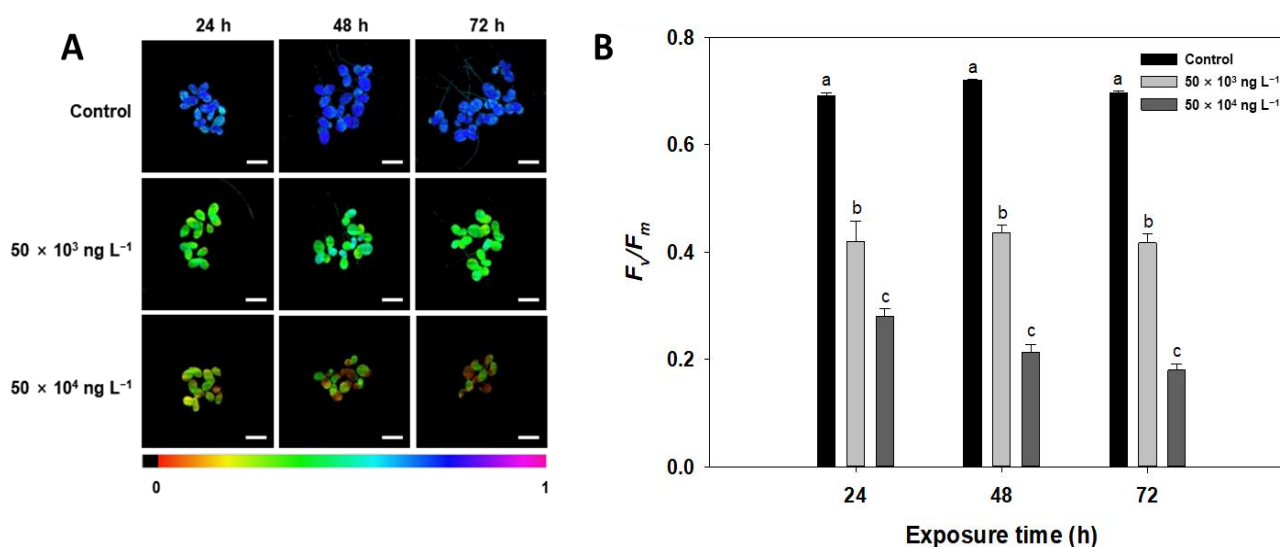 A
24 h 48 h 72 h
Control
50 × 10³ ng L⁻¹
50 × 10⁴ ng L⁻¹
0 1
B
0.8
0.6
0.4
0.2
0.0
Fv/Fm
a a a
b b b
c c c
Control
50 × 10³ ng L⁻¹
50 × 10⁴ ng L⁻¹
24 48 72
Exposure time (h)